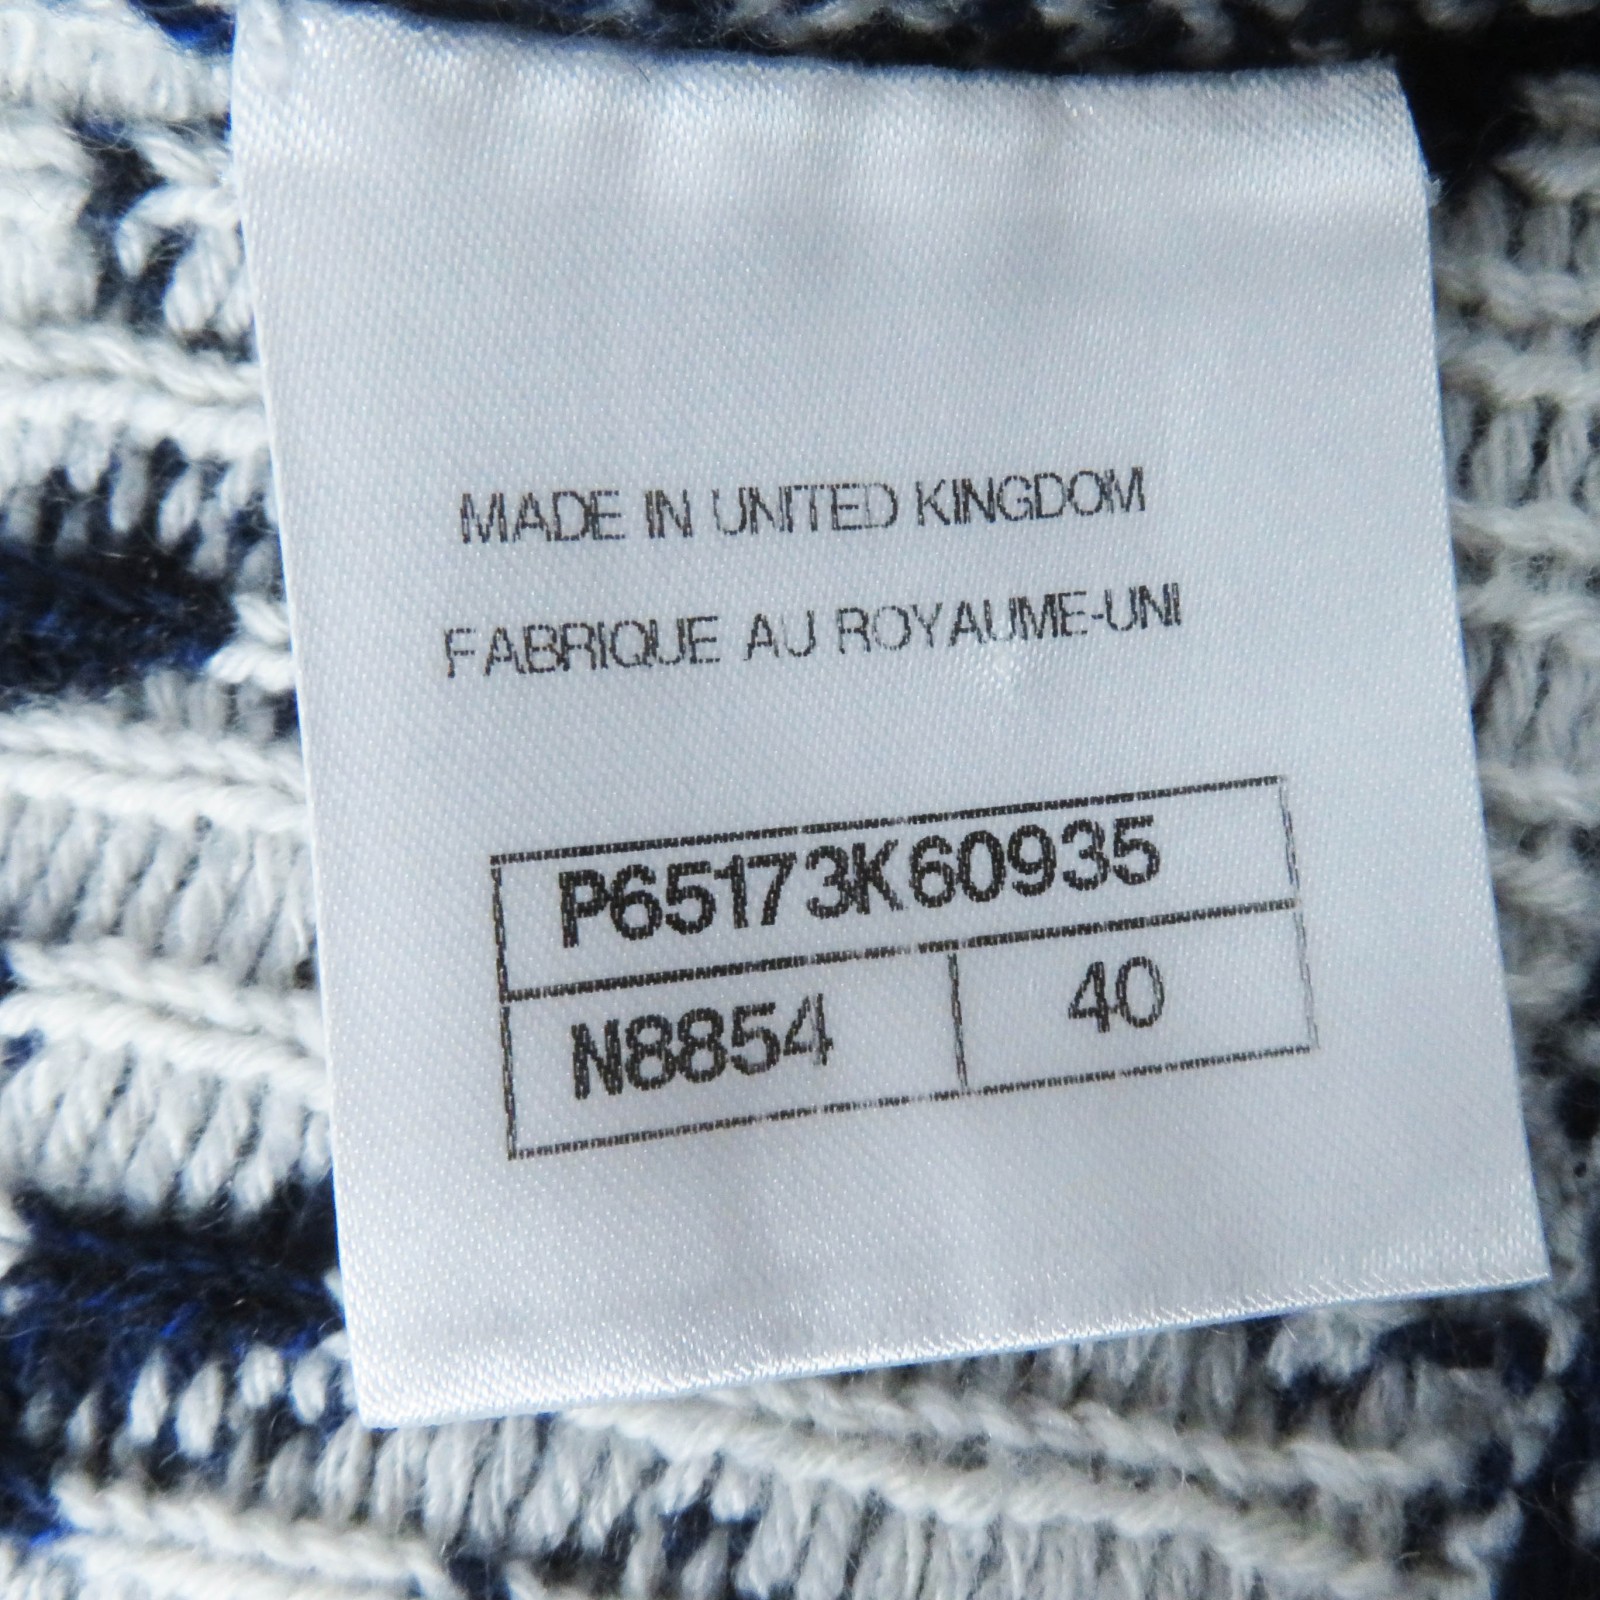 MADE IN UNITED KINGDOM
FABRIQUE AU ROYAUME-UNI
P65173K60935
N8854 40